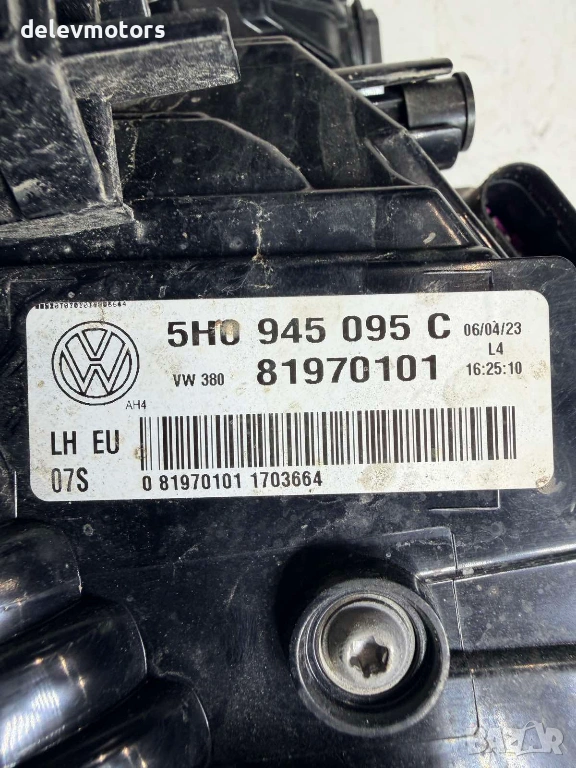 delevmotors
5H0 945 095 C 06/04/23
VW 380 81970101 L4
16:25:10
AH4
LH EU
07S 0 81970101 1703664
BAZAR